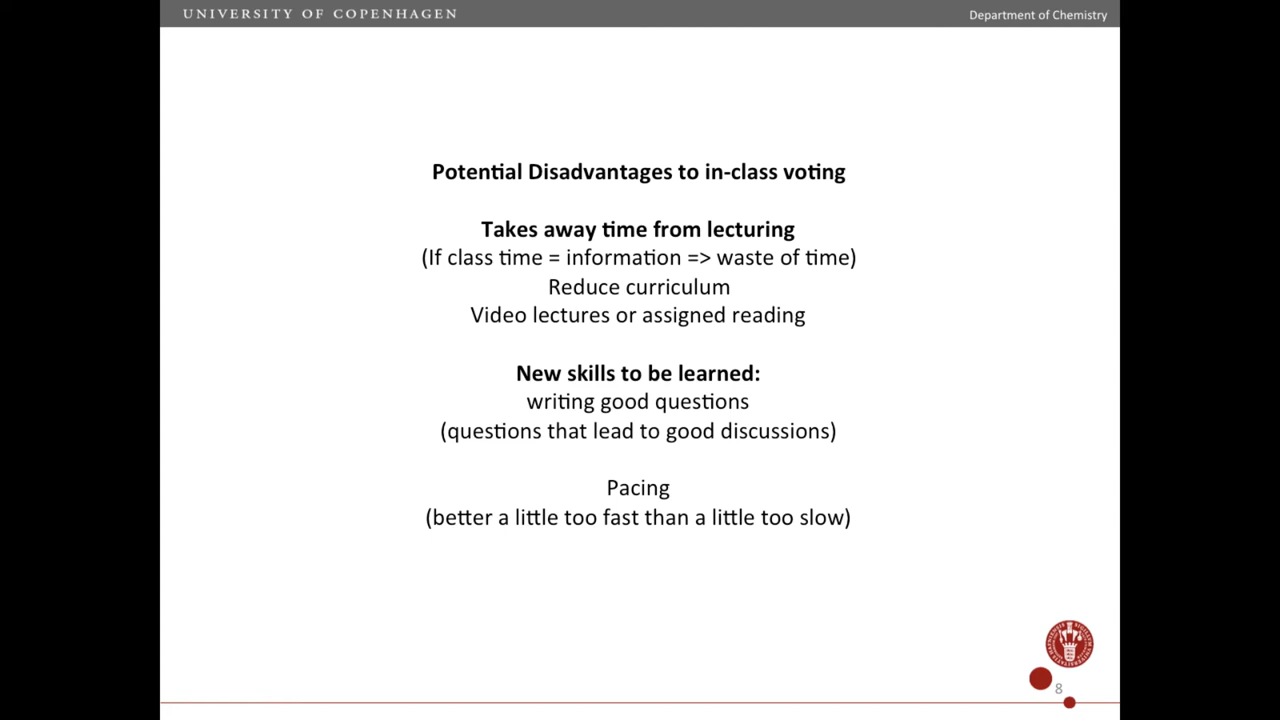 UNIVERSITY OF COPENHAGEN
Department of Chemistry
Potential Disadvantages to in-class voting
Takes away time from lecturing
(If class time = information => waste of time)
Reduce curriculum
Video lectures or assigned reading
New skills to be learned:
writing good questions
(questions that lead to good discussions)
Pacing
(better a little too fast than a little too slow)
8